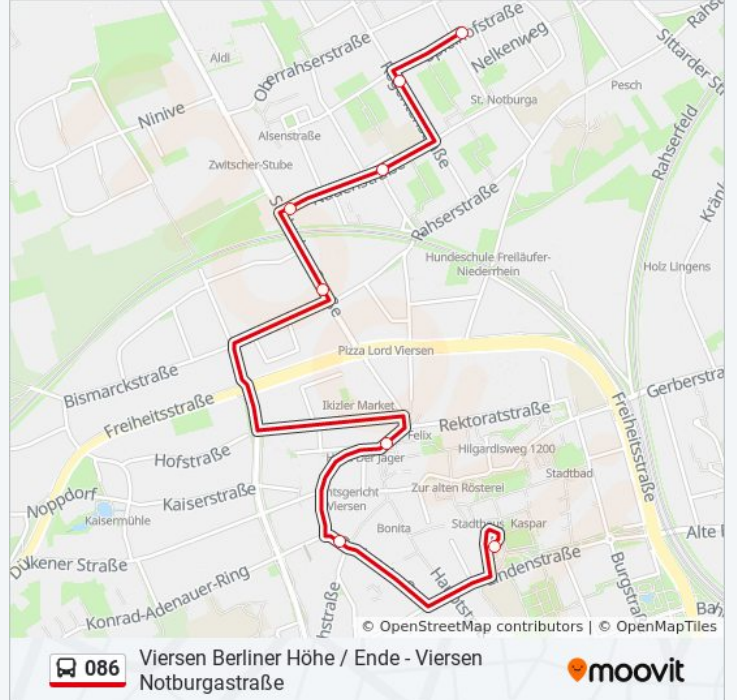 Aldi
Oberrahserstraße
Nelkenweg
Sittarder
Ninive
Pesch
St. Notburga
Alsenstraße
Zwitscher-Stube
Rahserfeld
Rahserstraße
Hundeschule Freiläufer-
Niederrhein
Holz Lingens
Pizza Lord Viersen
Bismarckstraße
Freiheitsstraße
Ikizler Market
Rektoratstraße
Felix
Freiheitsstraße
Hilgardlsweg 1200
Hofstraße
Stadtbad
Noppdorf
Kaiserstraße
Zur alten Rösterei
Kaisermühle
Viersen
Bonita
Stadthaus Kaspar
Alte
Dülkener Straße
Burgstraße
Konrad-Adenauer-Ring
© OpenStreetMap contributors | © OpenMapTiles
086
Viersen Berliner Höhe / Ende - Viersen
Notburgastraße
moovit